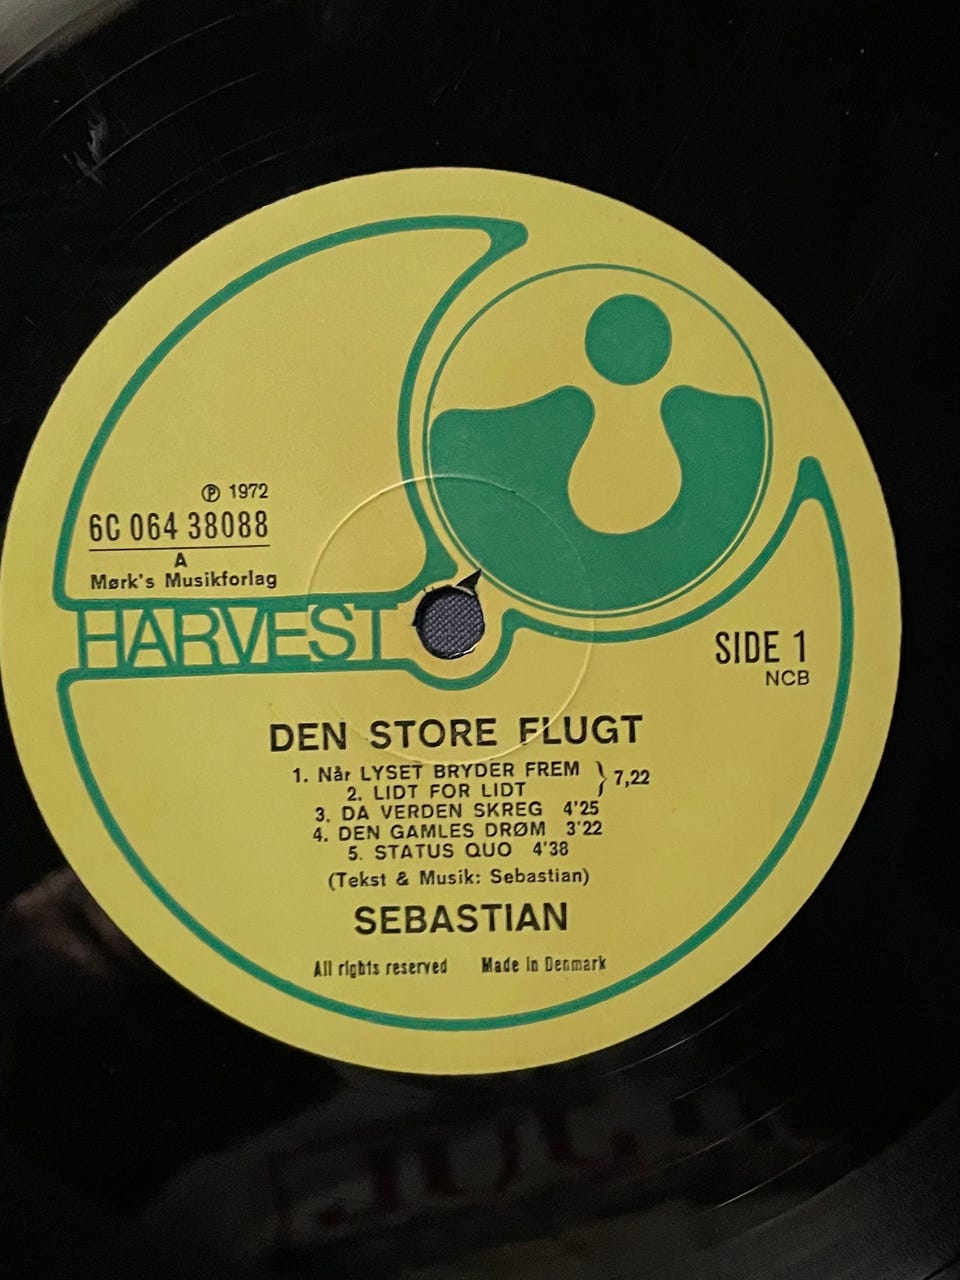 ℗ 1972
6C 064 38088
A
Mørk's Musikforlag
HARVEST
SIDE 1
NCB
DEN STORE FLUGT
1. Når LYSET BRYDER FREM
2. LIDT FOR LIDT } 7,22
3. DA VERDEN SKREG 4'25
4. DEN GAMLES DRØM 3'22
5. STATUS QUO 4'38
(Tekst & Musik: Sebastian)
SEBASTIAN
All rights reserved Made in Denmark